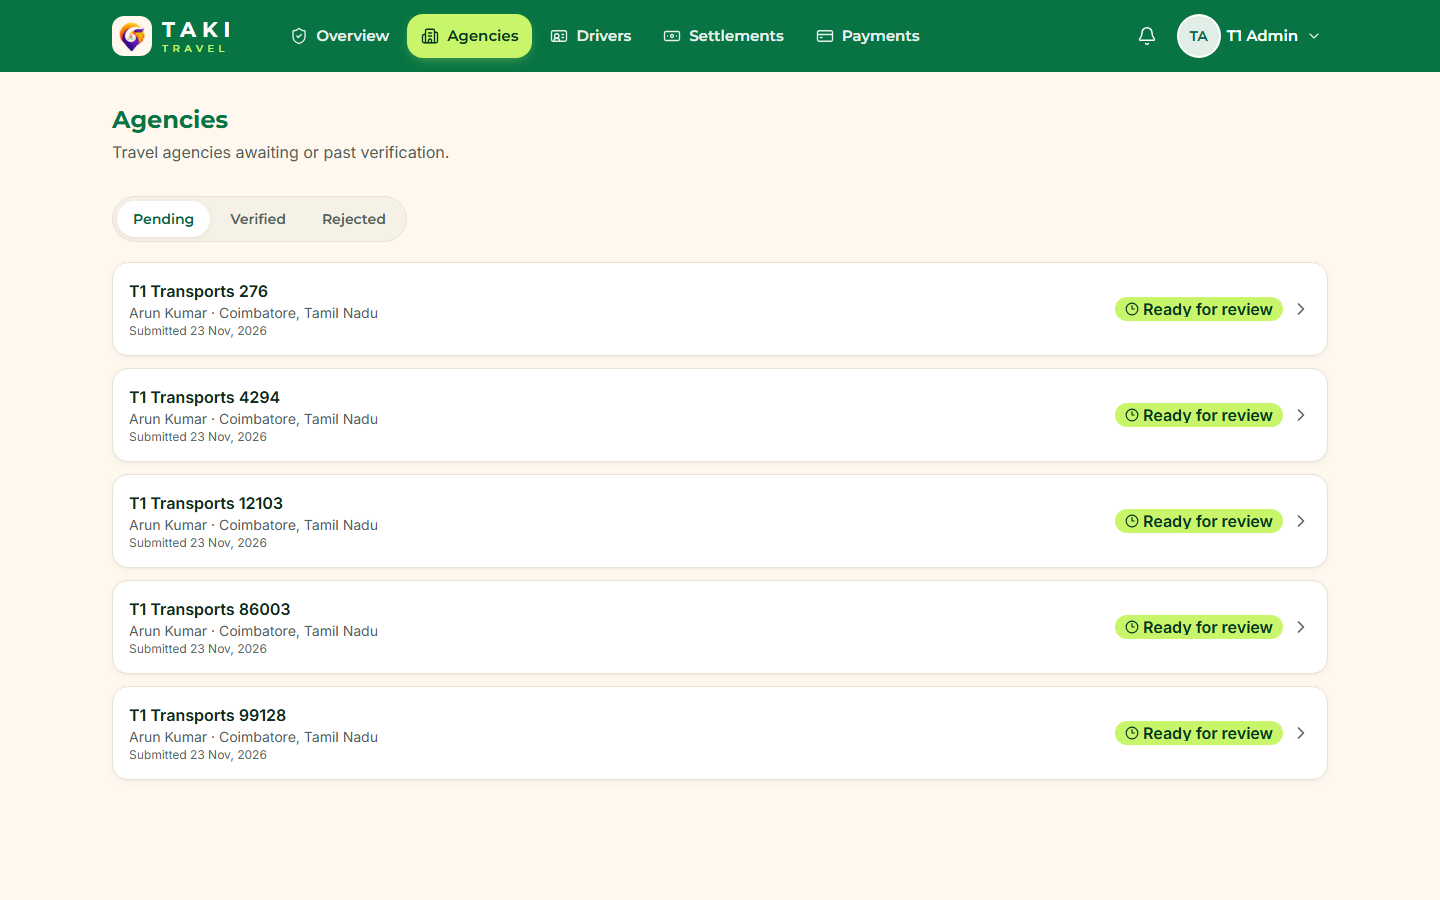 TAKI
TRAVEL
Overview
Agencies
Drivers
Settlements
Payments
TA
T1 Admin
Agencies
Travel agencies awaiting or past verification.
Pending
Verified
Rejected
T1 Transports 276
Arun Kumar · Coimbatore, Tamil Nadu
Submitted 23 Nov, 2026
Ready for review
T1 Transports 4294
Arun Kumar · Coimbatore, Tamil Nadu
Submitted 23 Nov, 2026
Ready for review
T1 Transports 12103
Arun Kumar · Coimbatore, Tamil Nadu
Submitted 23 Nov, 2026
Ready for review
T1 Transports 86003
Arun Kumar · Coimbatore, Tamil Nadu
Submitted 23 Nov, 2026
Ready for review
T1 Transports 99128
Arun Kumar · Coimbatore, Tamil Nadu
Submitted 23 Nov, 2026
Ready for review